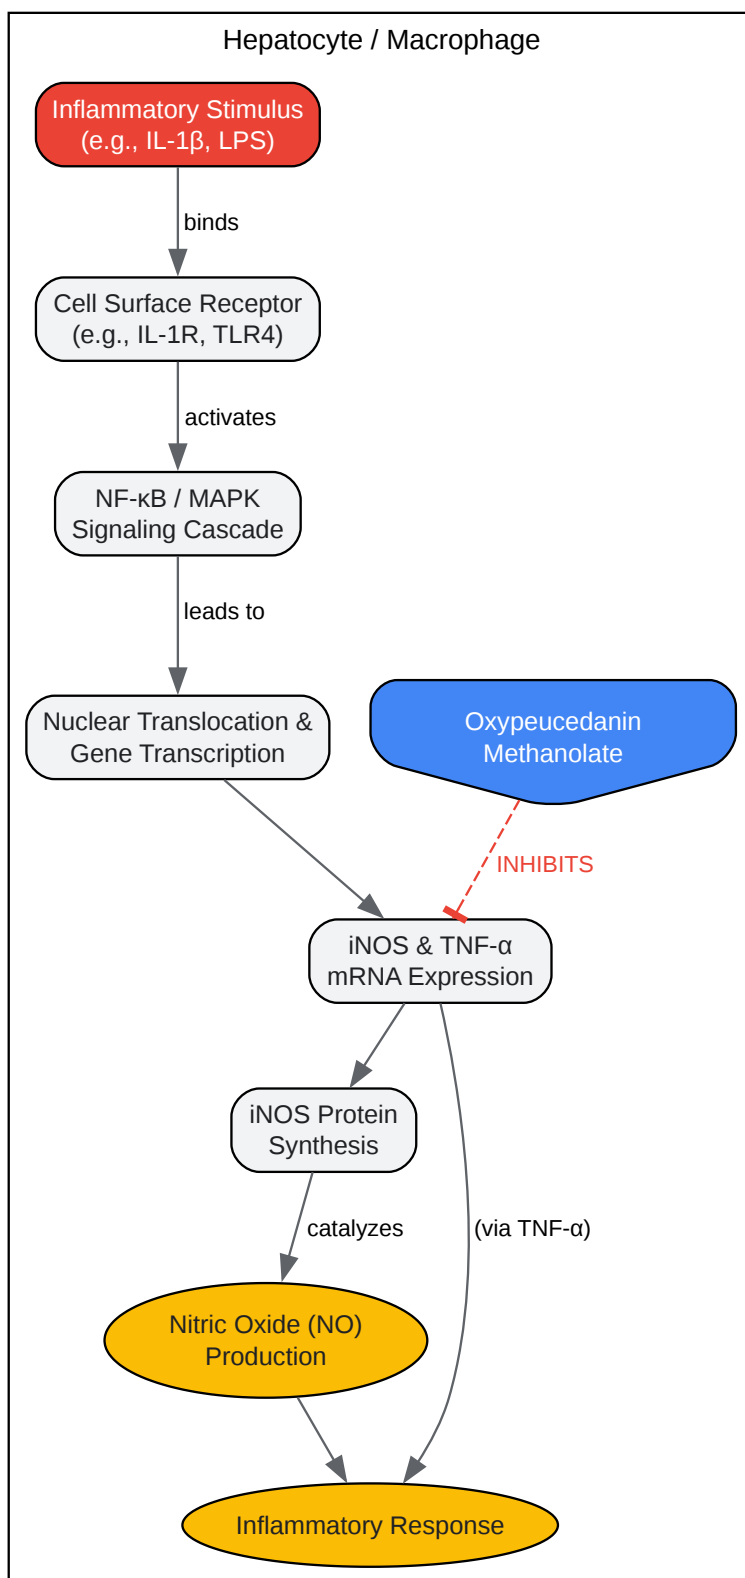 Hepatocyte / Macrophage
Inflammatory Stimulus
(e.g., IL-1β, LPS)
binds
Cell Surface Receptor
(e.g., IL-1R, TLR4)
activates
NF-κB / MAPK
Signaling Cascade
leads to
Nuclear Translocation &
Gene Transcription
Oxypeucedanin
Methanolate
INHIBITS
iNOS & TNF-α
mRNA Expression
iNOS Protein
Synthesis
catalyzes
(via TNF-α)
Nitric Oxide (NO)
Production
Inflammatory Response